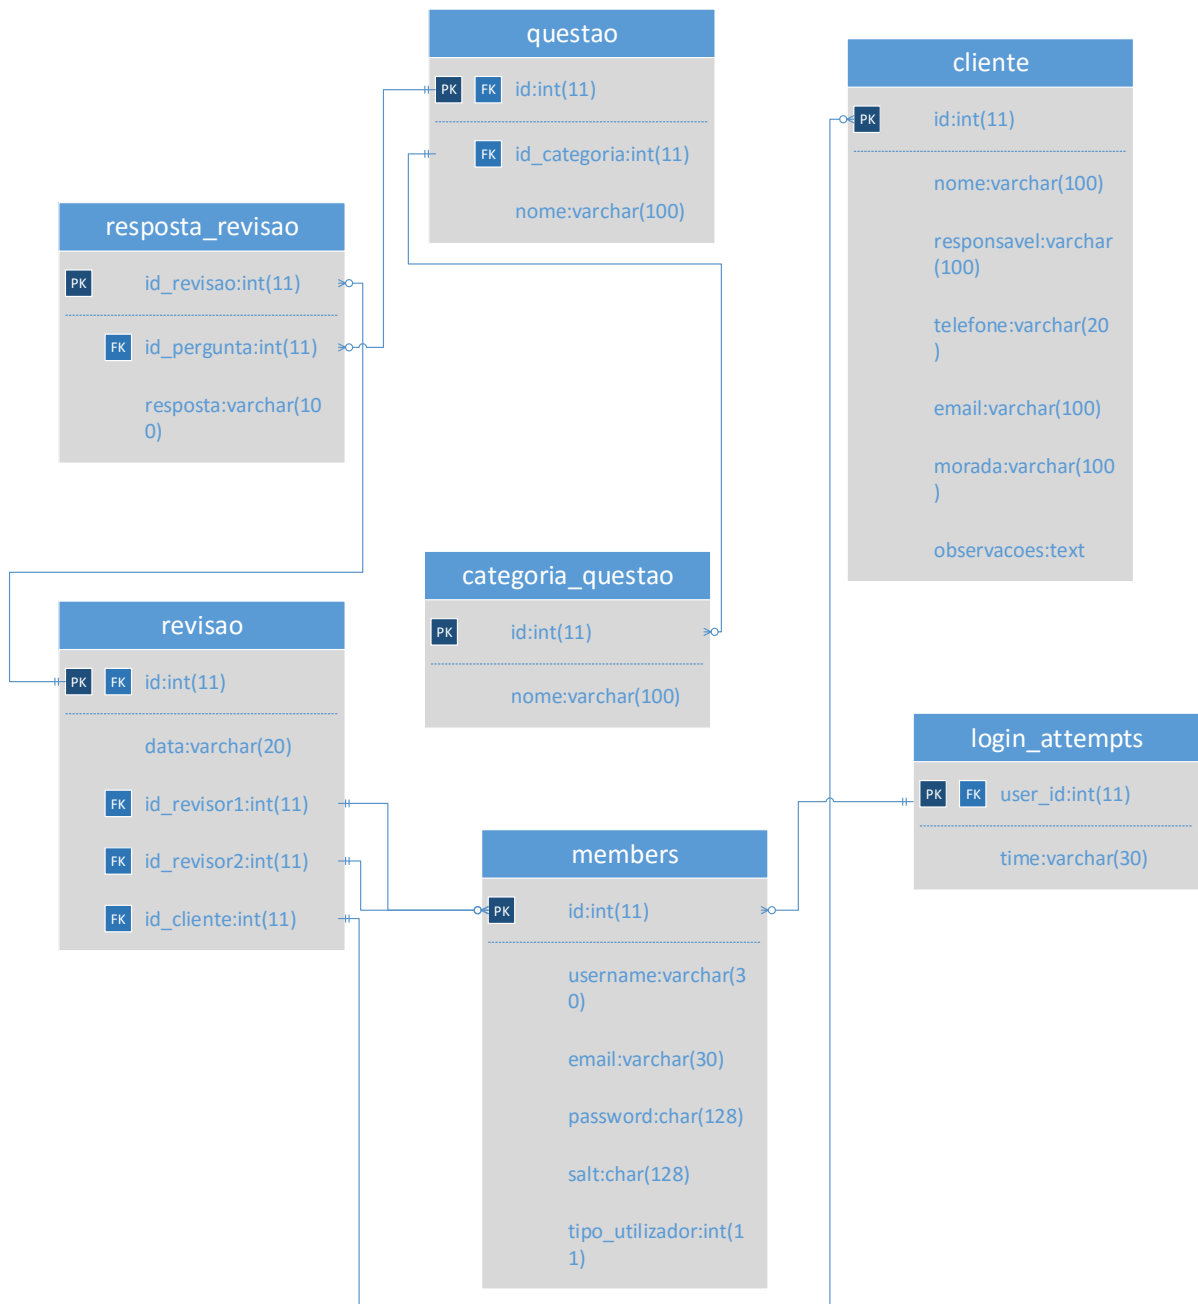 questao
PK FK id:int(11)
FK id_categoria:int(11)
nome:varchar(100)
cliente
PK id:int(11)
nome:varchar(100)
responsavel:varchar
(100)
telefone:varchar(20
)
email:varchar(100)
morada:varchar(100
)
observacoes:text
resposta_revisao
PK id_revisao:int(11)
FK id_pergunta:int(11)
resposta:varchar(10
0)
categoria_questao
PK id:int(11)
nome:varchar(100)
revisao
PK FK id:int(11)
data:varchar(20)
FK id_revisor1:int(11)
FK id_revisor2:int(11)
FK id_cliente:int(11)
login_attempts
PK FK user_id:int(11)
time:varchar(30)
members
PK id:int(11)
username:varchar(3
0)
email:varchar(30)
password:char(128)
salt:char(128)
tipo_utilizador:int(1
1)